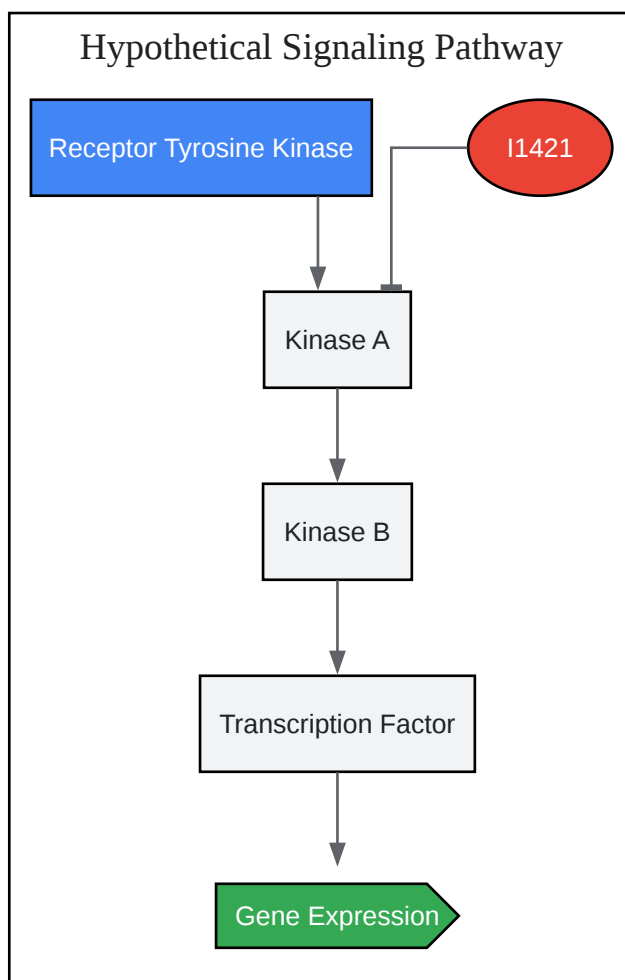 Hypothetical Signaling Pathway
Receptor Tyrosine Kinase
I1421
Kinase A
Kinase B
Transcription Factor
Gene Expression